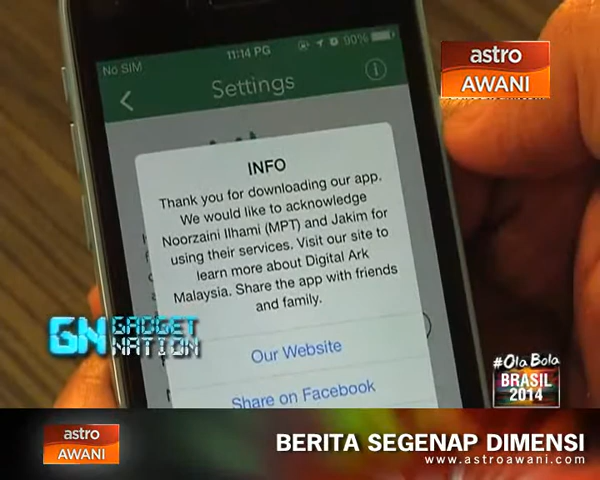 No SIM 11:14 PG 90%
Settings
INFO
Thank you for downloading our app.
We would like to acknowledge
Noorzaini Ilhami (MPT) and Jakim for
using their services. Visit our site to
learn more about Digital Ark
Malaysia. Share the app with friends
and family.
Our Website
Share on Facebook
astro
AWANI
GN GADGET
NATION
#Ola Bola
BRASIL
2014
astro
AWANI
BERITA SEGENAP DIMENSI
www.astroawani.com